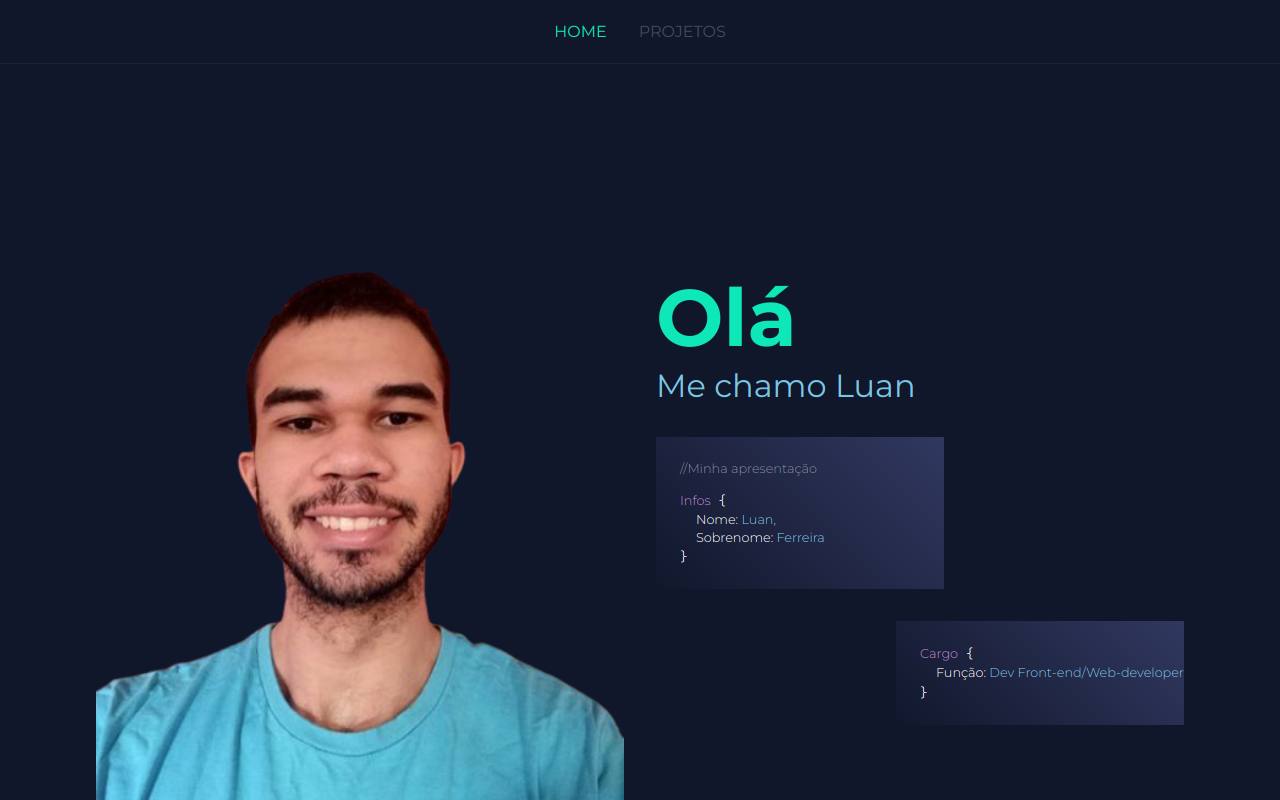 HOME PROJETOS
Olá
Me chamo Luan
//Minha apresentação
Infos {
Nome: Luan,
Sobrenome: Ferreira
}
Cargo {
Função: Dev Front-end/Web-developer
}